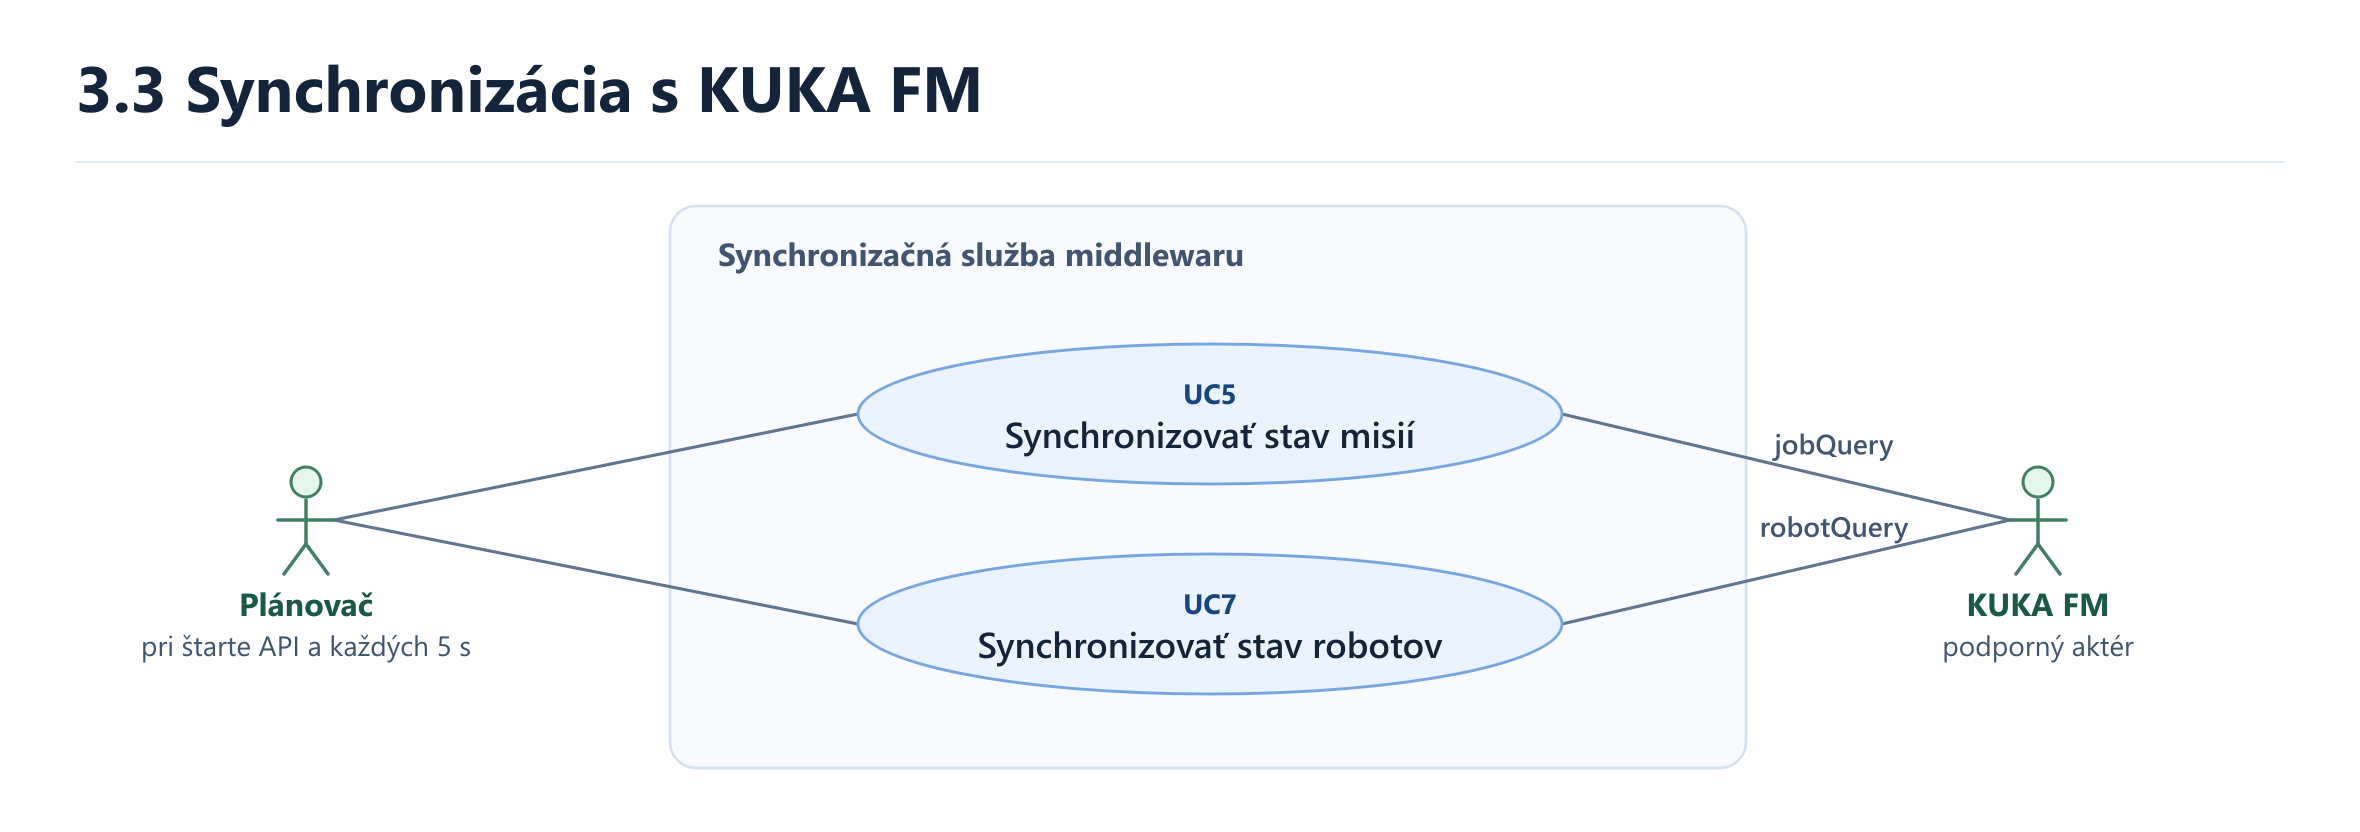 3.3 Synchronizácia s KUKA FM
Synchronizačná služba middlewaru
UC5
Synchronizovať stav misií
jobQuery
robotQuery
UC7
Synchronizovať stav robotov
Plánovač
pri štarte API a každých 5 s
KUKA FM
podporný aktér